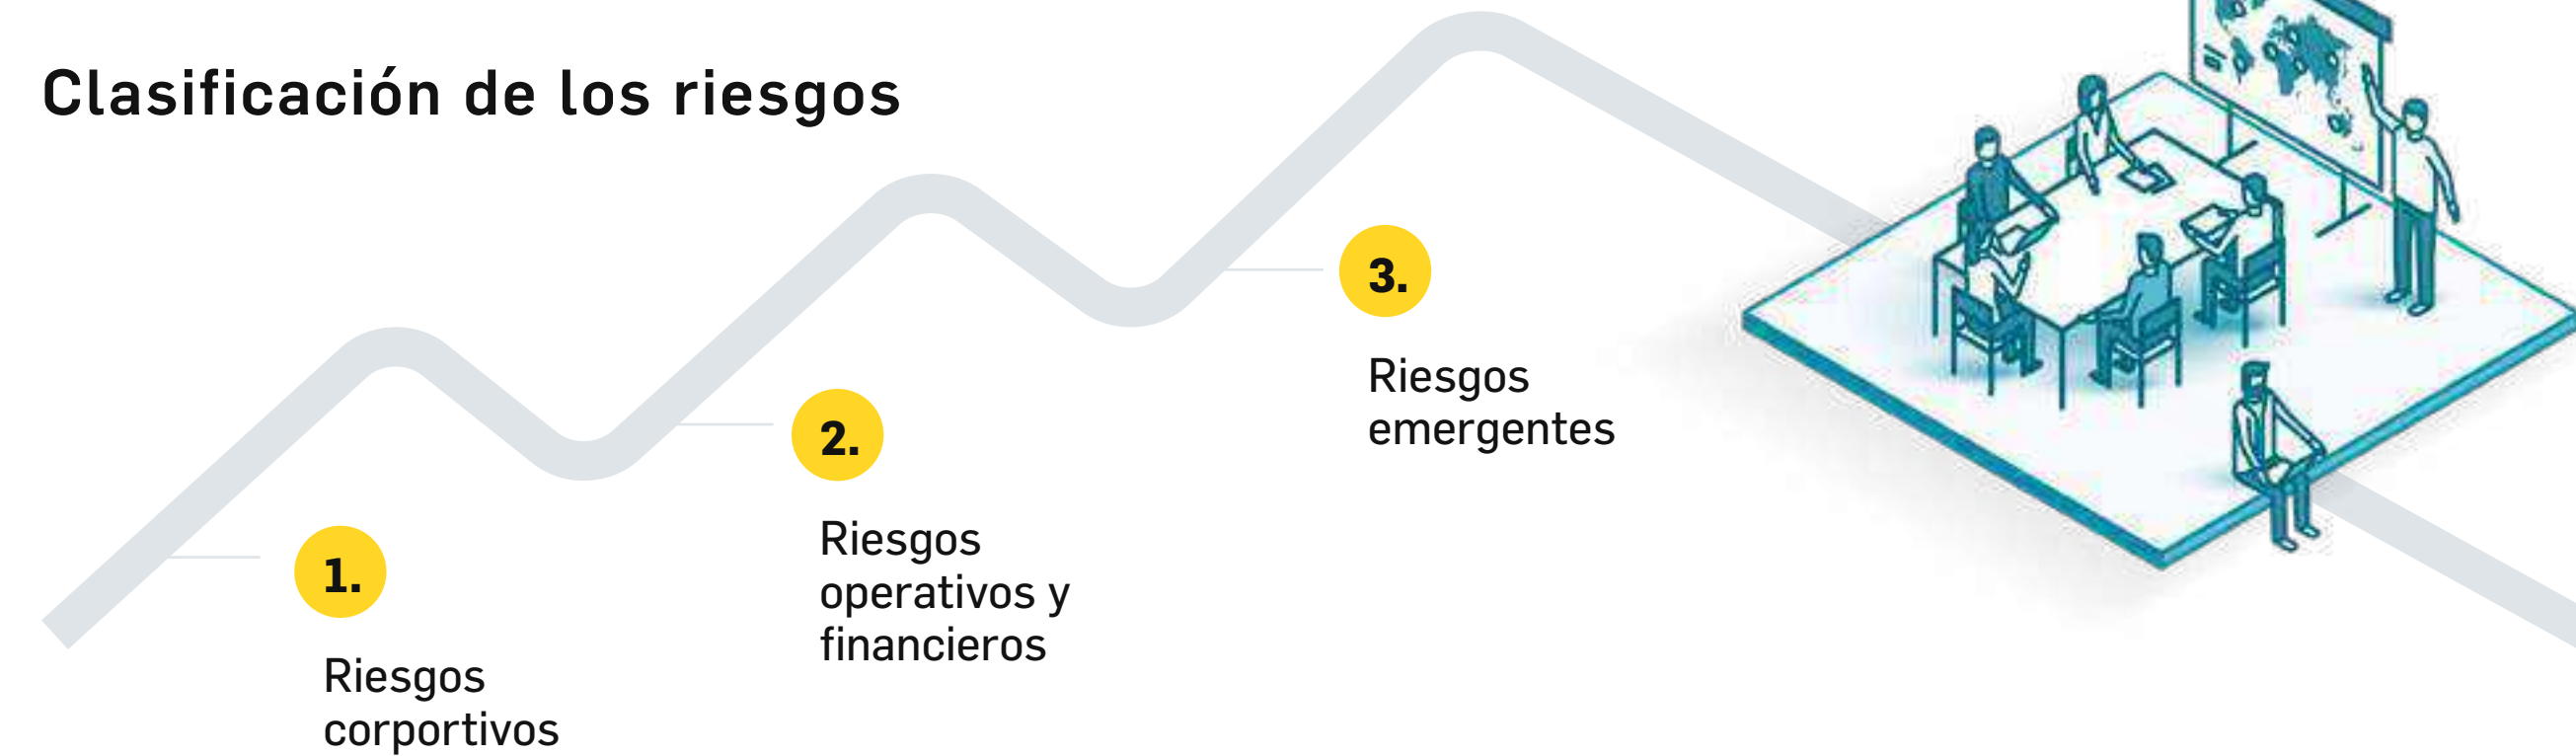 Clasificación de los riesgos
1.
Riesgos
corportivos
2.
Riesgos
operativos y
financieros
3.
Riesgos
emergentes